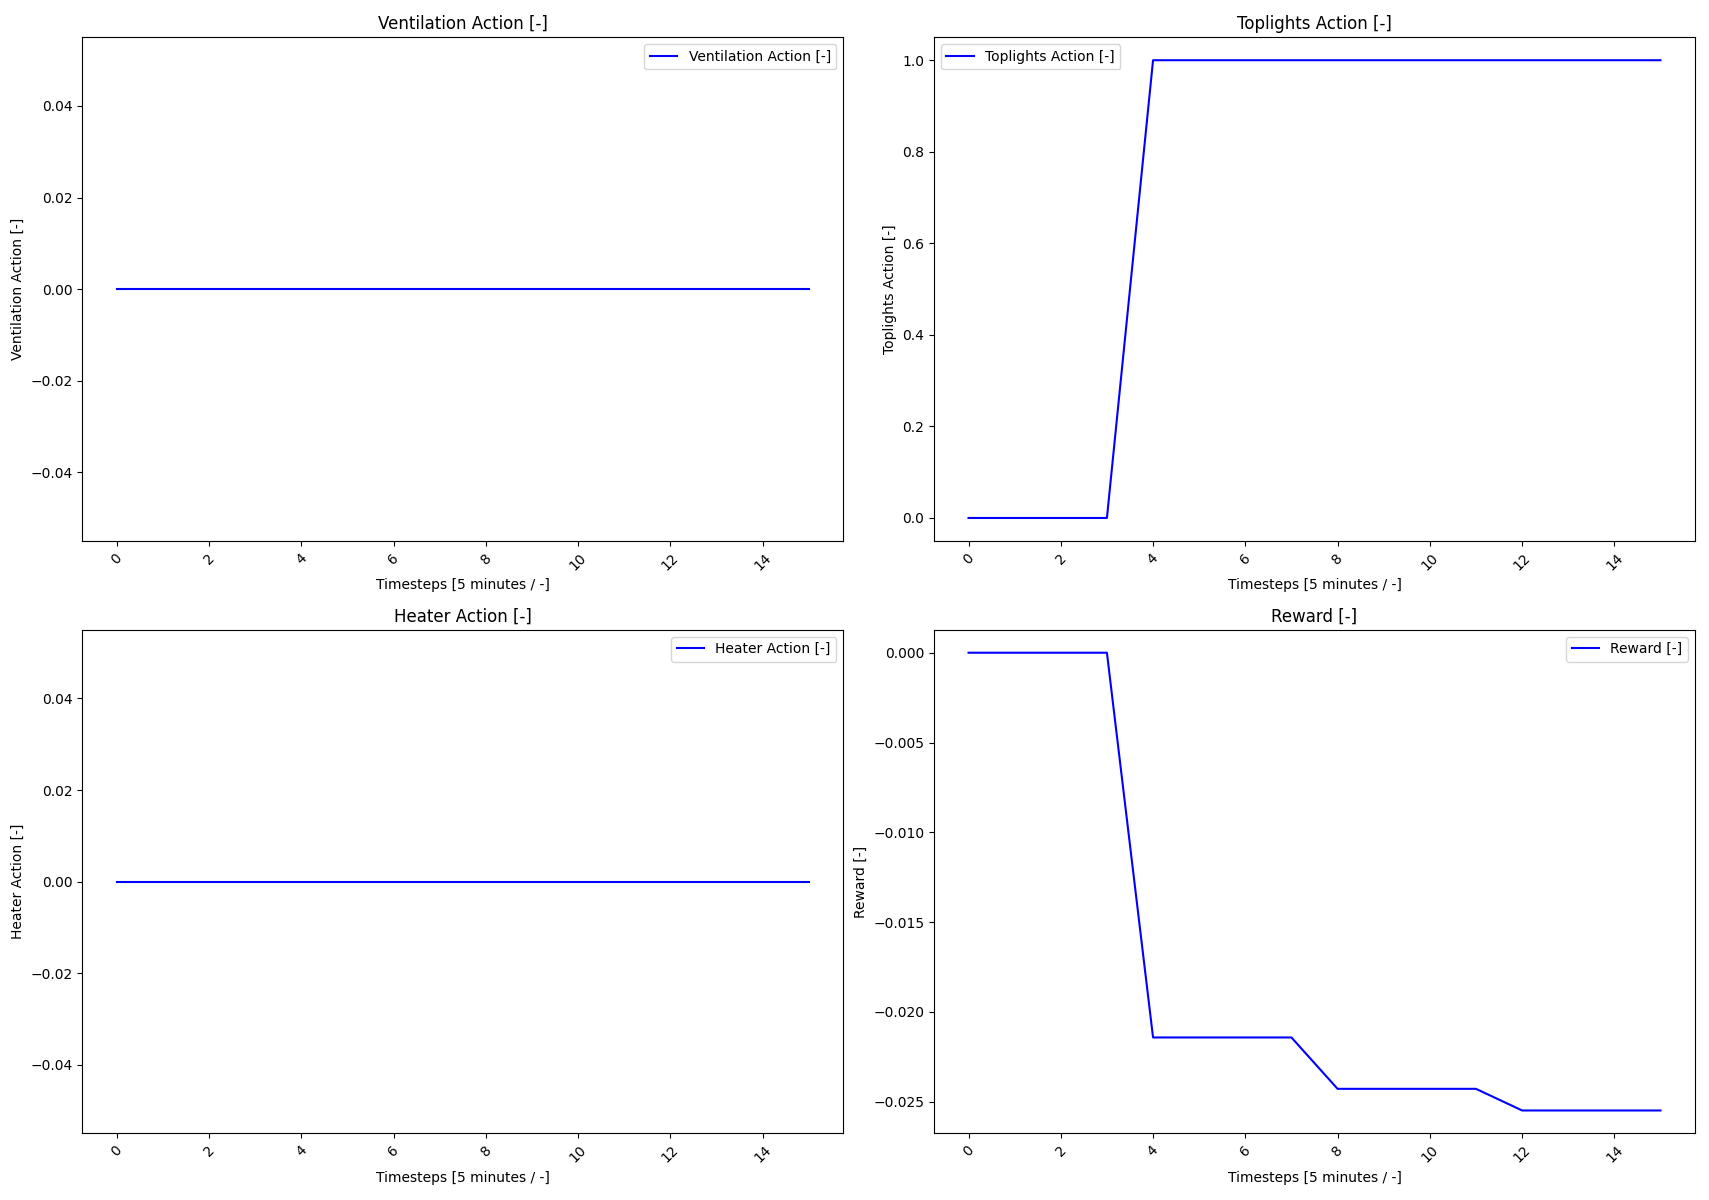 Ventilation Action [-]
Ventilation Action [-]
Ventilation Action [-]
0.04
0.02
0.00
−0.02
−0.04
0 2 4 6 8 10 12 14
Timesteps [5 minutes / -]
Toplights Action [-]
Toplights Action [-]
Toplights Action [-]
1.0
0.8
0.6
0.4
0.2
0.0
0 2 4 6 8 10 12 14
Timesteps [5 minutes / -]
Heater Action [-]
Heater Action [-]
Heater Action [-]
0.04
0.02
0.00
−0.02
−0.04
0 2 4 6 8 10 12 14
Timesteps [5 minutes / -]
Reward [-]
Reward [-]
Reward [-]
0.000
−0.005
−0.010
−0.015
−0.020
−0.025
0 2 4 6 8 10 12 14
Timesteps [5 minutes / -]